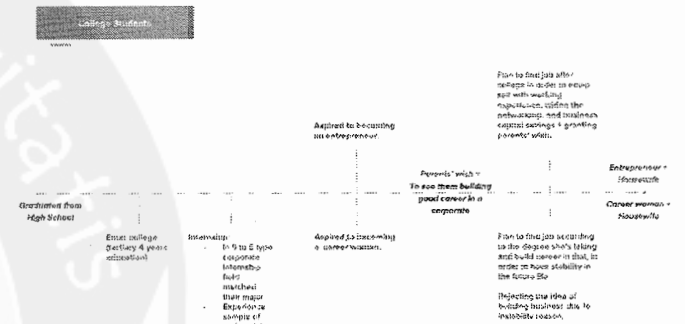 College Students
Plan to find job after
college in order to equip
self with working
experience, widen the
networking, and business
capital savings + granting
parents' wish.
Aspired to becoming
an entrepreneur
Parents' wish =
To see them building
good career in a
corporate
Entrepreneur +
Housewife
Graduated from
High School
Career woman +
Housewife
Enter college
(tertiary 4 years
education)
Internship:
- In 9 to 5 type
corporate
internship
field
matched
their major
- Experience
sample of
Aspired to becoming
a career woman.
Plan to find job according
to the degree she's taking
and build career in that, in
order to have stability in
the future life
Rejecting the idea of
building business due to
instability reason.
itatis